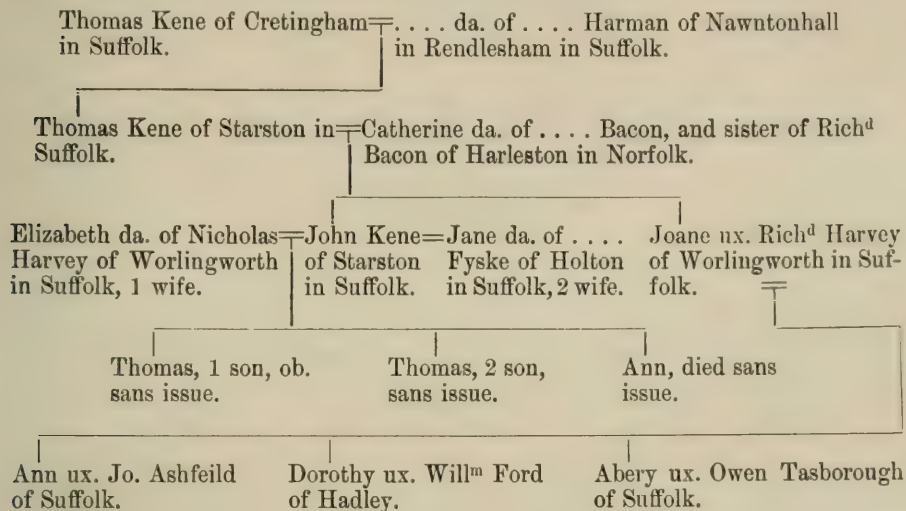 Thomas Kene of Cretingham=. . . . da. of . . . . Harman of Nawntonhall
in Suffolk. in Rendlesham in Suffolk.
Thomas Kene of Starston in=Catherine da. of . . . . Bacon, and sister of Richᵈ
Suffolk. Bacon of Harleston in Norfolk.
Elizabeth da. of Nicholas=John Kene=Jane da. of . . . . Joane ux. Richᵈ Harvey
Harvey of Worlingworth of Starston Fyske of Holton of Worlingworth in Suf-
in Suffolk, 1 wife. in Suffolk. in Suffolk, 2 wife. folk.
Thomas, 1 son, ob. Thomas, 2 son, Ann, died sans
sans issue. sans issue. issue.
Ann ux. Jo. Ashfeild Dorothy ux. Willᵐ Ford Abery ux. Owen Tasborough
of Suffolk. of Hadley. of Suffolk.